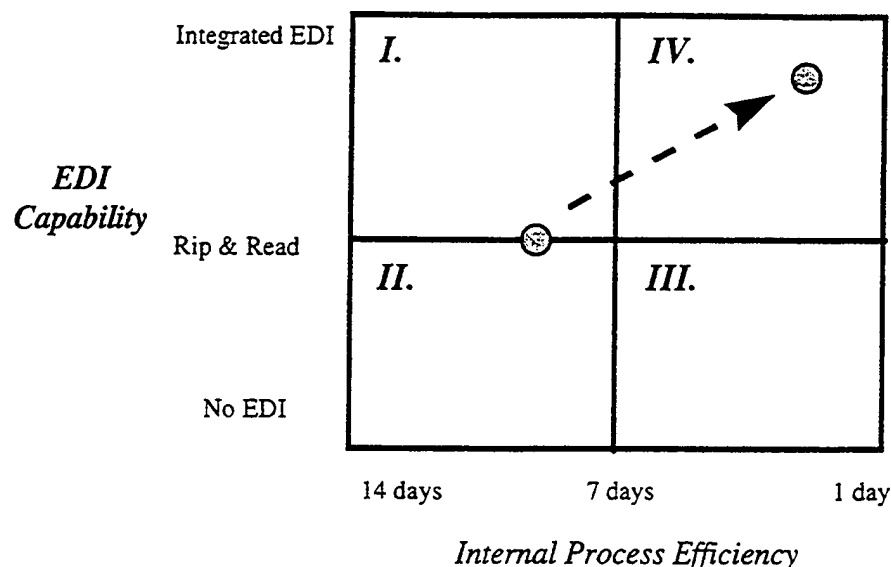 Integrated EDI
I.
IV.
EDI
Capability
Rip & Read
II.
III.
No EDI
14 days
7 days
1 day
Internal Process Efficiency